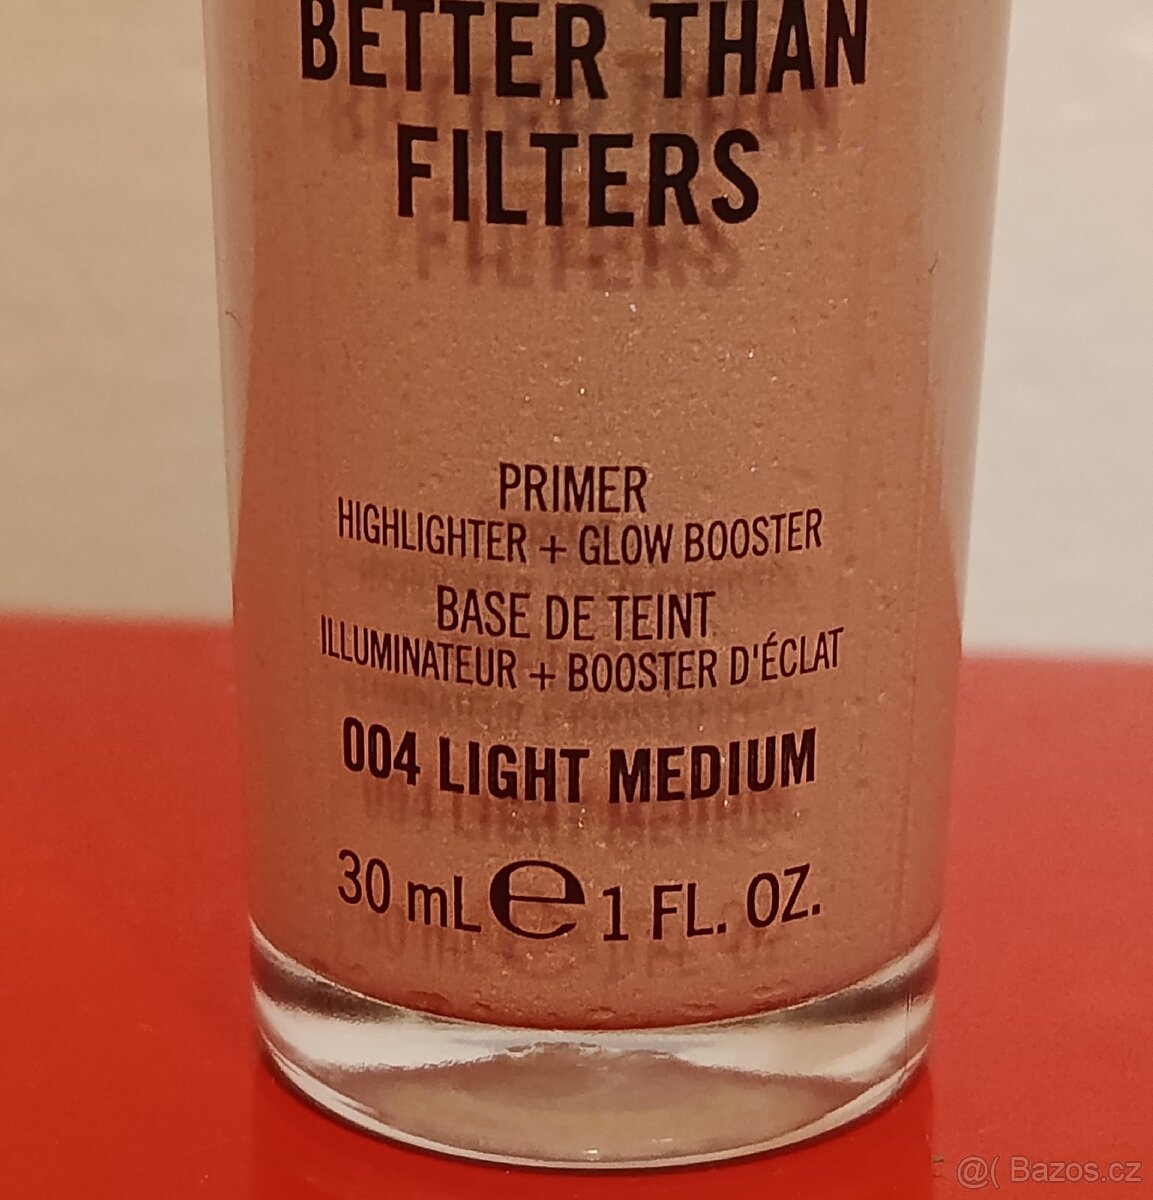 BETTER THAN
FILTERS
PRIMER
HIGHLIGHTER + GLOW BOOSTER
BASE DE TEINT
ILLUMINATEUR + BOOSTER D'ÉCLAT
004 LIGHT MEDIUM
30 mL e 1 FL. OZ.
@( Bazos.cz